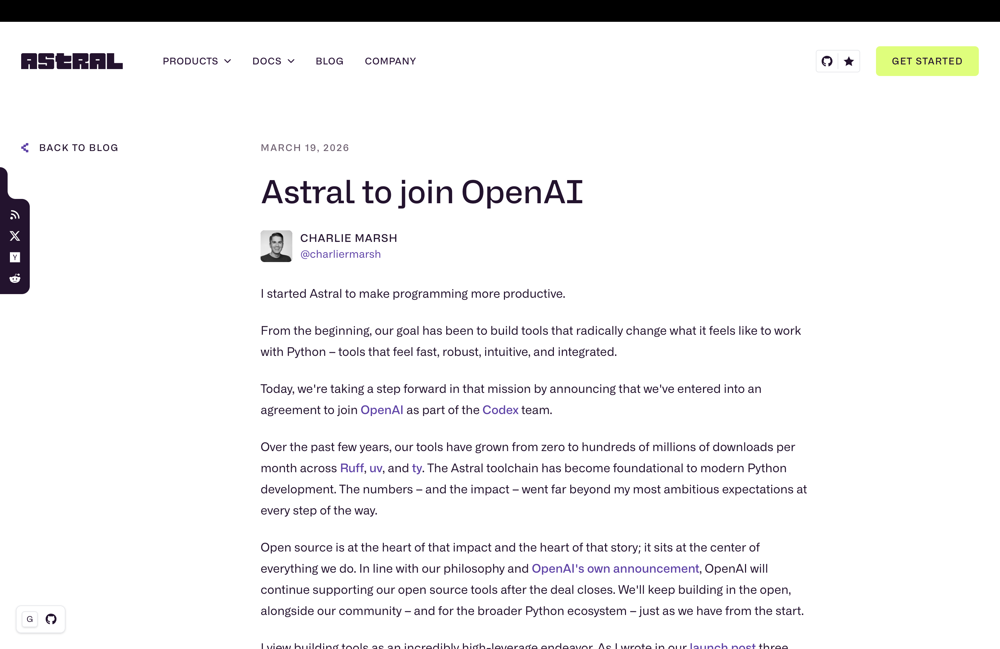 ASTRAL
PRODUCTS
DOCS
BLOG
COMPANY
GET STARTED
BACK TO BLOG
MARCH 19, 2026
Astral to join OpenAI
CHARLIE MARSH
@charliermarsh
Y
I started Astral to make programming more productive.
From the beginning, our goal has been to build tools that radically change what it feels like to work
with Python – tools that feel fast, robust, intuitive, and integrated.
Today, we're taking a step forward in that mission by announcing that we've entered into an
agreement to join OpenAI as part of the Codex team.
Over the past few years, our tools have grown from zero to hundreds of millions of downloads per
month across Ruff, uv, and ty. The Astral toolchain has become foundational to modern Python
development. The numbers – and the impact – went far beyond my most ambitious expectations at
every step of the way.
Open source is at the heart of that impact and the heart of that story; it sits at the center of
everything we do. In line with our philosophy and OpenAI's own announcement, OpenAI will
continue supporting our open source tools after the deal closes. We'll keep building in the open,
alongside our community – and for the broader Python ecosystem – just as we have from the start.
G
I view building tools as an incredibly high-leverage endeavor. As I wrote in our launch post three